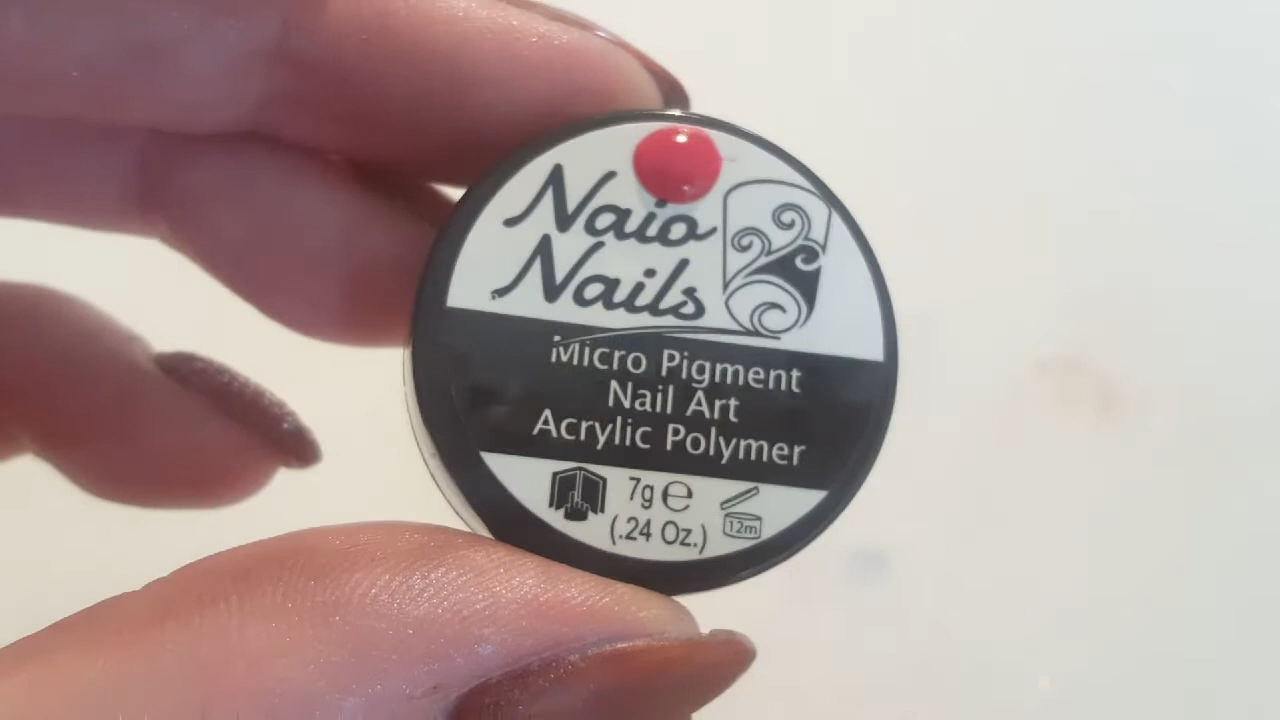 Naio
Nails
Micro Pigment
Nail Art
Acrylic Polymer
7g ℮
(.24 Oz.)
12m